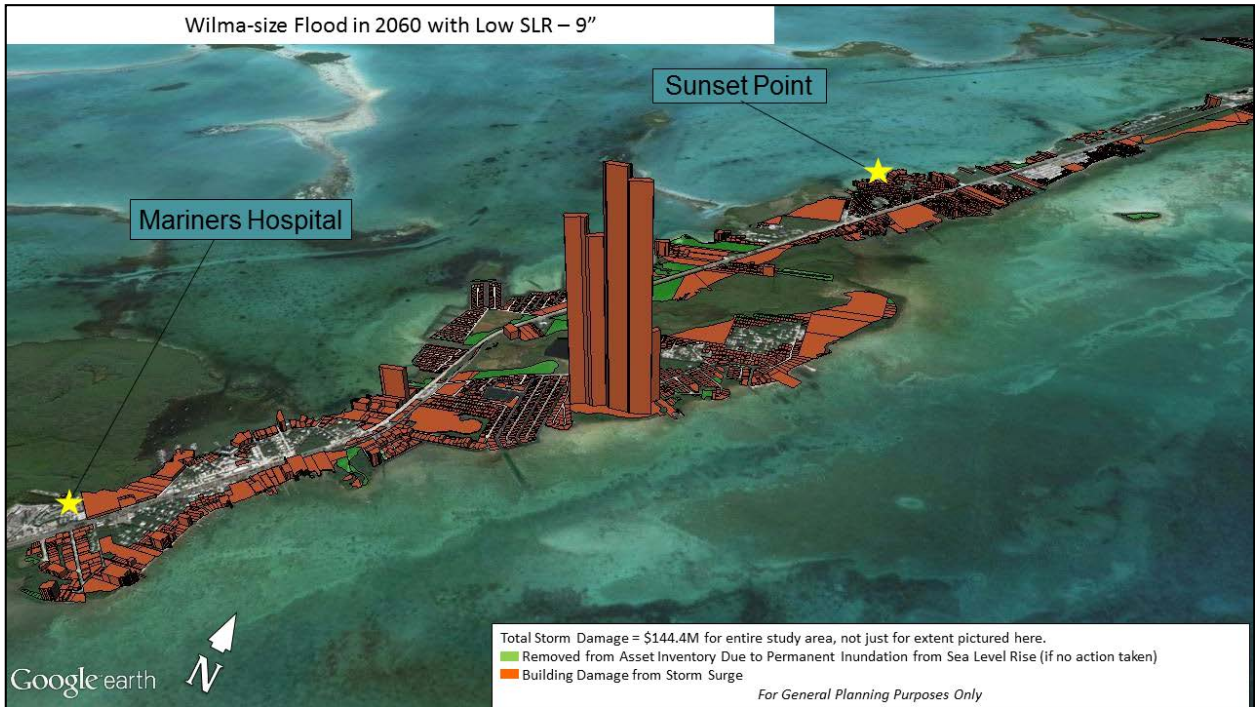 Wilma-size Flood in 2060 with Low SLR – 9”
Sunset Point
Mariners Hospital
Total Storm Damage = $144.4M for entire study area, not just for extent pictured here.
Removed from Asset Inventory Due to Permanent Inundation from Sea Level Rise (if no action taken)
Building Damage from Storm Surge
For General Planning Purposes Only
Google earth
N